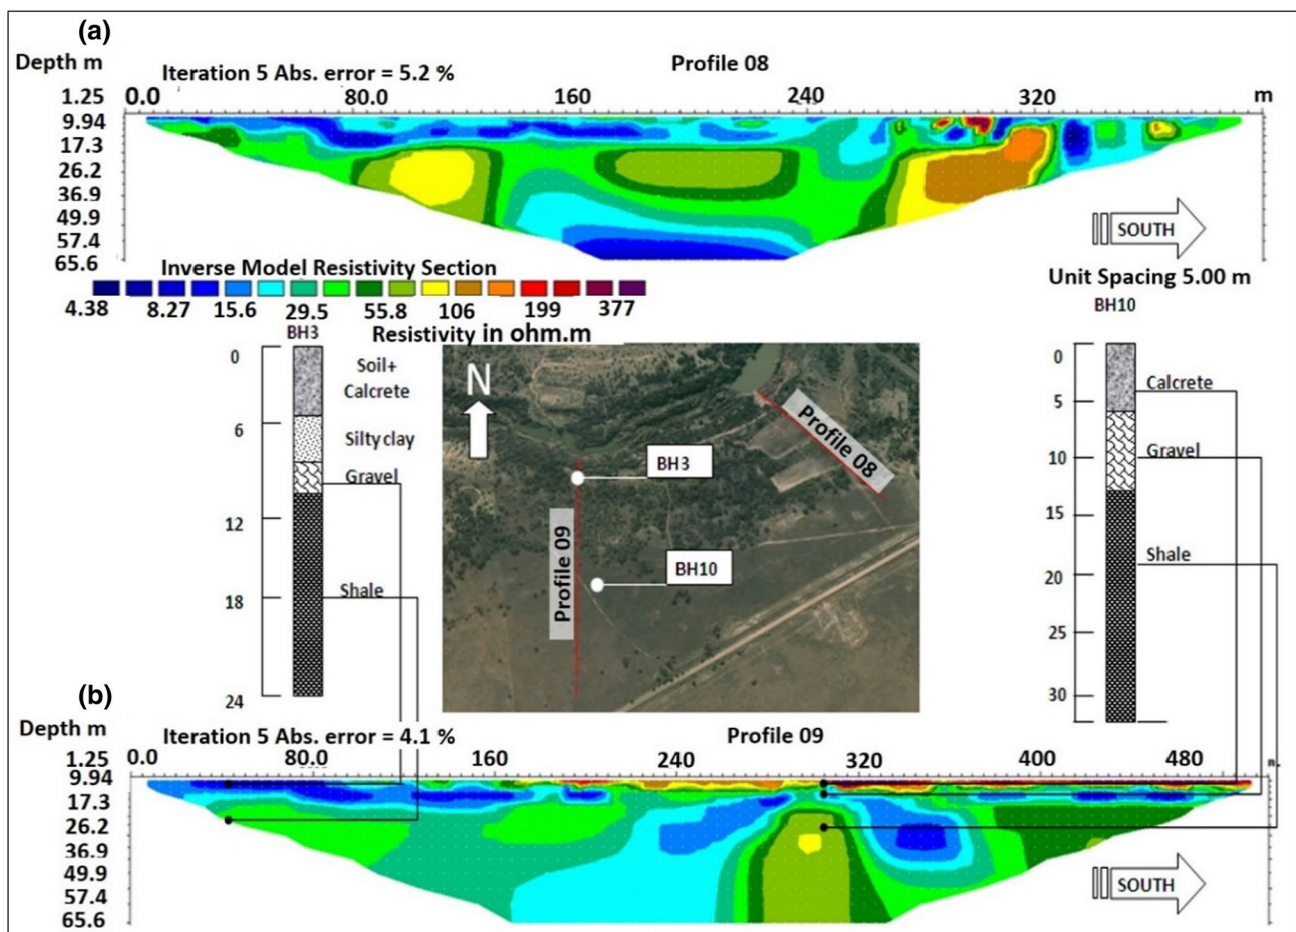 (a)
Depth m
Iteration 5 Abs. error = 5.2 %
Profile 08
1.25
0.0 80.0 160 240 320 m
9.94
17.3
26.2
36.9
49.9
57.4
65.6
SOUTH
Inverse Model Resistivity Section
4.38 8.27 15.6 29.5 55.8 106 199 377
Resistivity in ohm.m
Unit Spacing 5.00 m
BH3
0
6
12
18
24
Soil+
Calcrete
Silty clay
Gravel
Shale
N
BH3
BH10
Profile 08
Profile 09
BH10
0
5
10
15
20
25
30
Calcrete
Gravel
Shale
(b)
Depth m
Iteration 5 Abs. error = 4.1 %
Profile 09
1.25
0.0 80.0 160 240 320 400 480
9.94
17.3
26.2
36.9
49.9
57.4
65.6
SOUTH